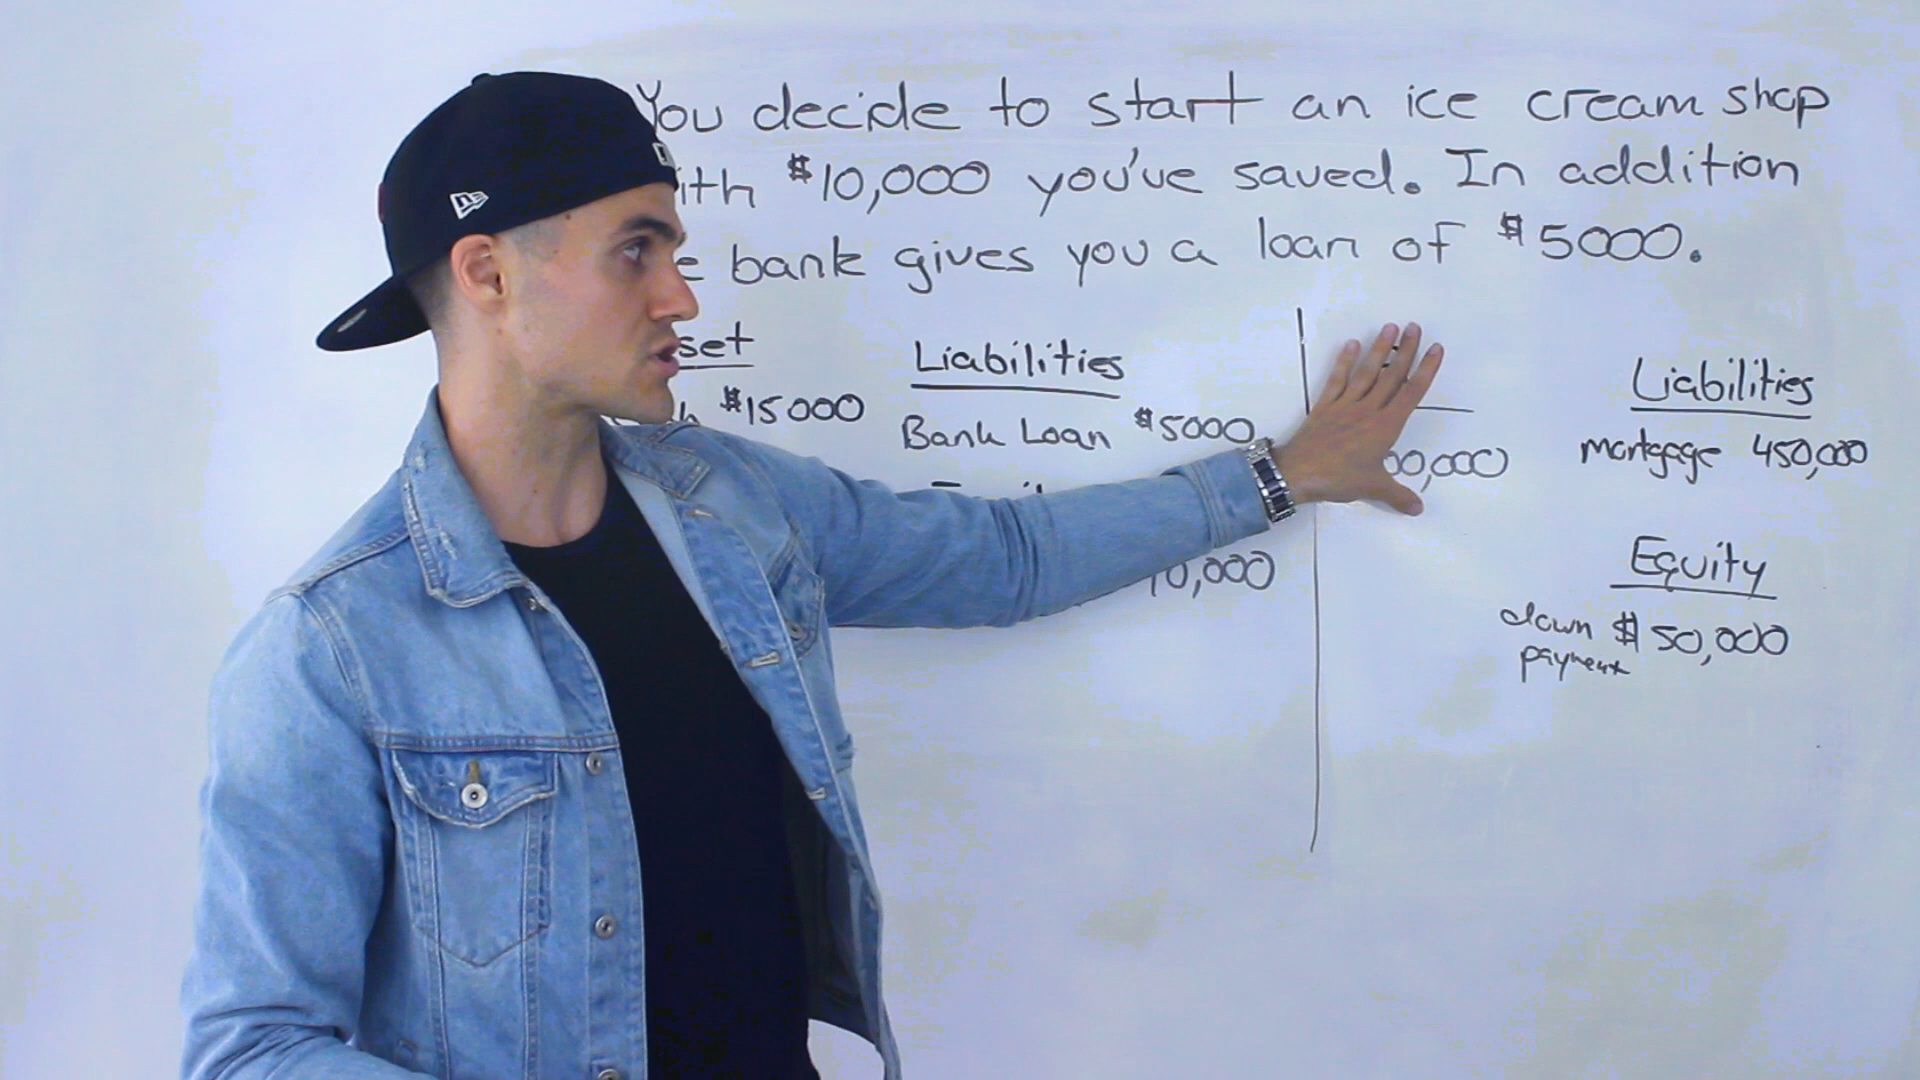 You decide to start an ice cream shop
ith $10,000 you've saved. In addition
e bank gives you a loan of $5000.
set
h $15000
Liabilities
Bank Loan $5000
10,000
00,000
Liabilities
mortgage 450,000
Equity
down $50,000
payment